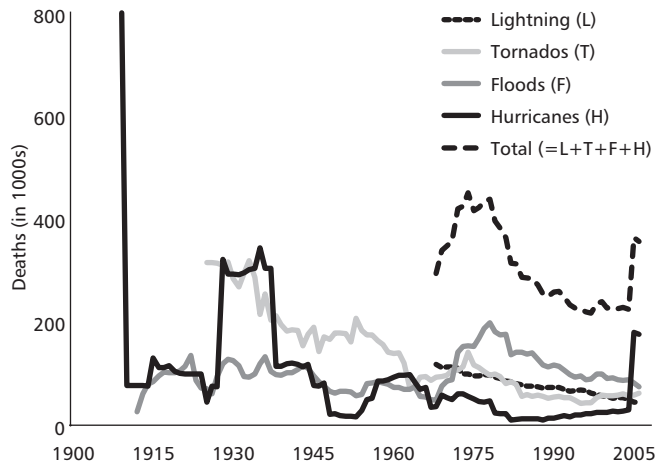 800
600
400
200
0
Deaths (in 1000s)
1900 1915 1930 1945 1960 1975 1990 2005
Lightning (L)
Tornados (T)
Floods (F)
Hurricanes (H)
Total (=L+T+F+H)